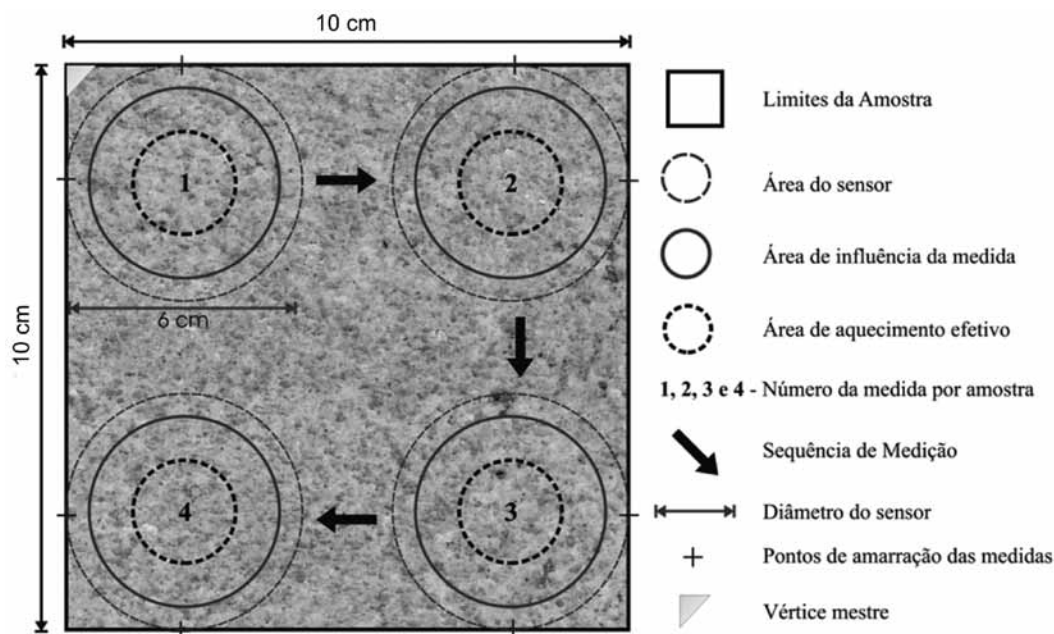 10 cm
10 cm
1
2
6 cm
4
3
Limites da Amostra
Área do sensor
Área de influência da medida
Área de aquecimento efetivo
1, 2, 3 e 4 - Número da medida por amostra
Sequência de Medição
Diâmetro do sensor
Pontos de amarração das medidas
Vértice mestre